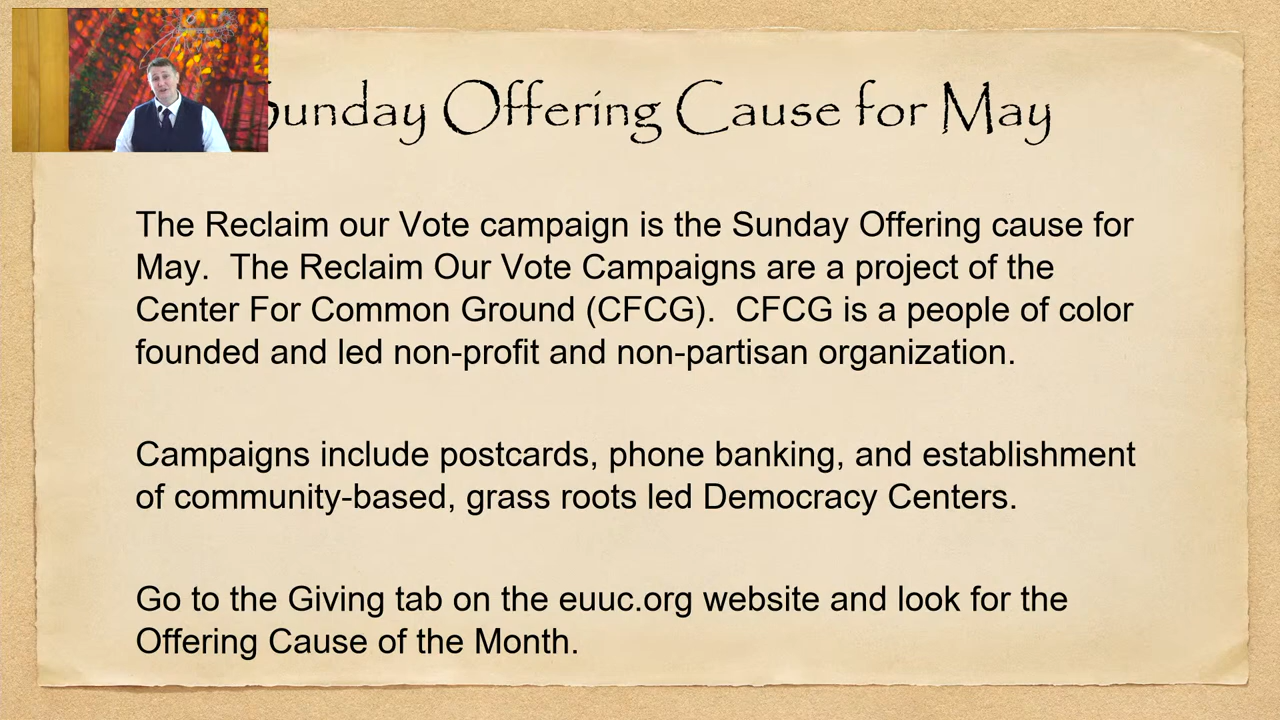 Sunday Offering Cause for May
The Reclaim our Vote campaign is the Sunday Offering cause for
May.  The Reclaim Our Vote Campaigns are a project of the
Center For Common Ground (CFCG).  CFCG is a people of color
founded and led non-profit and non-partisan organization.
Campaigns include postcards, phone banking, and establishment
of community-based, grass roots led Democracy Centers.
Go to the Giving tab on the euuc.org website and look for the
Offering Cause of the Month.